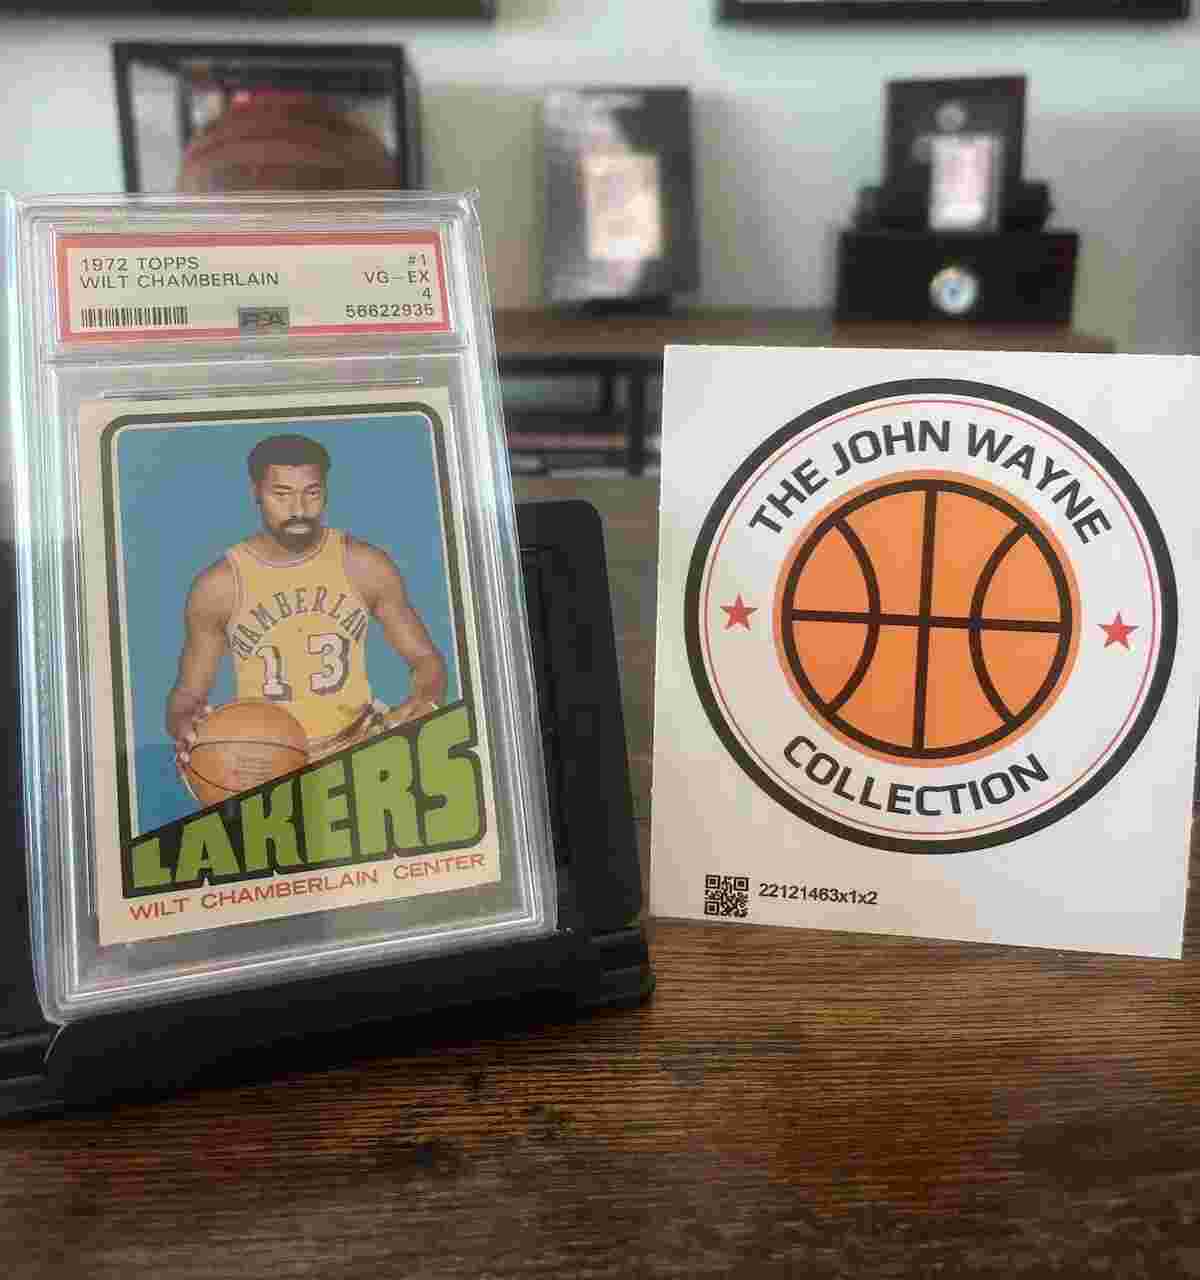 1972 TOPPS #1
WILT CHAMBERLAIN VG-EX
4
PSA 56622935
CHAMBERLAIN
13
LAKERS
WILT CHAMBERLAIN CENTER
THE JOHN WAYNE
COLLECTION
22121463x1x2